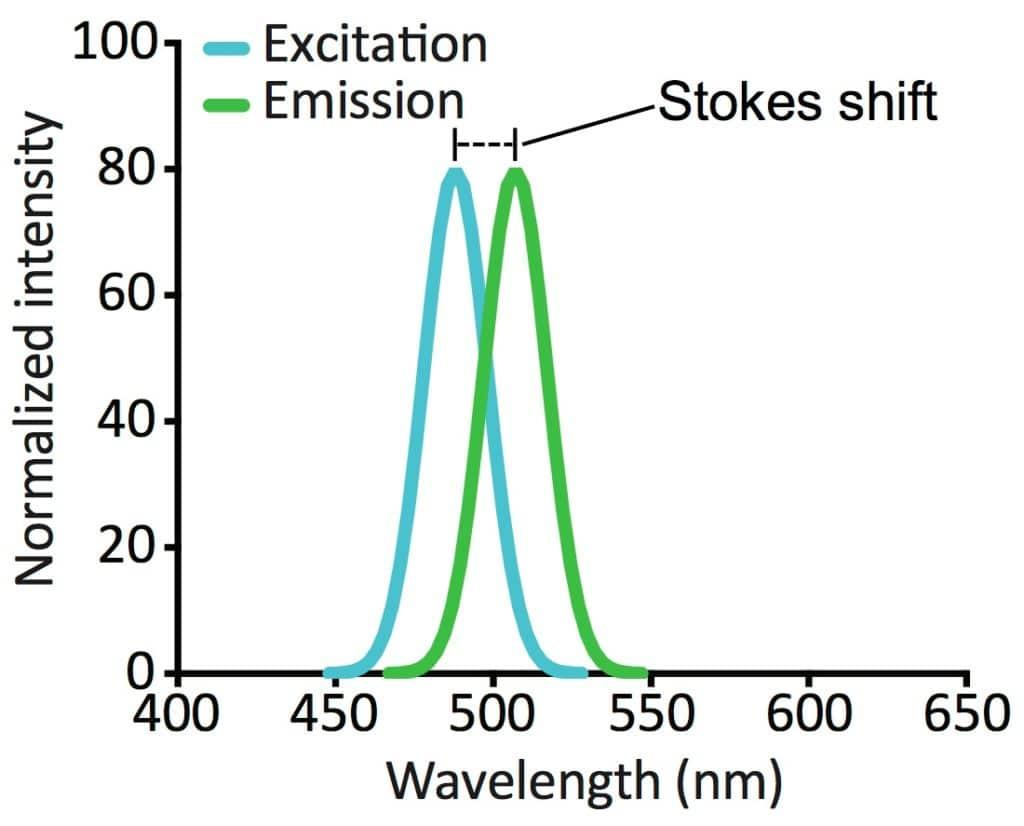 100
Excitation
Emission
Stokes shift
80
60
40
20
0
400 450 500 550 600 650
Normalized intensity
Wavelength (nm)